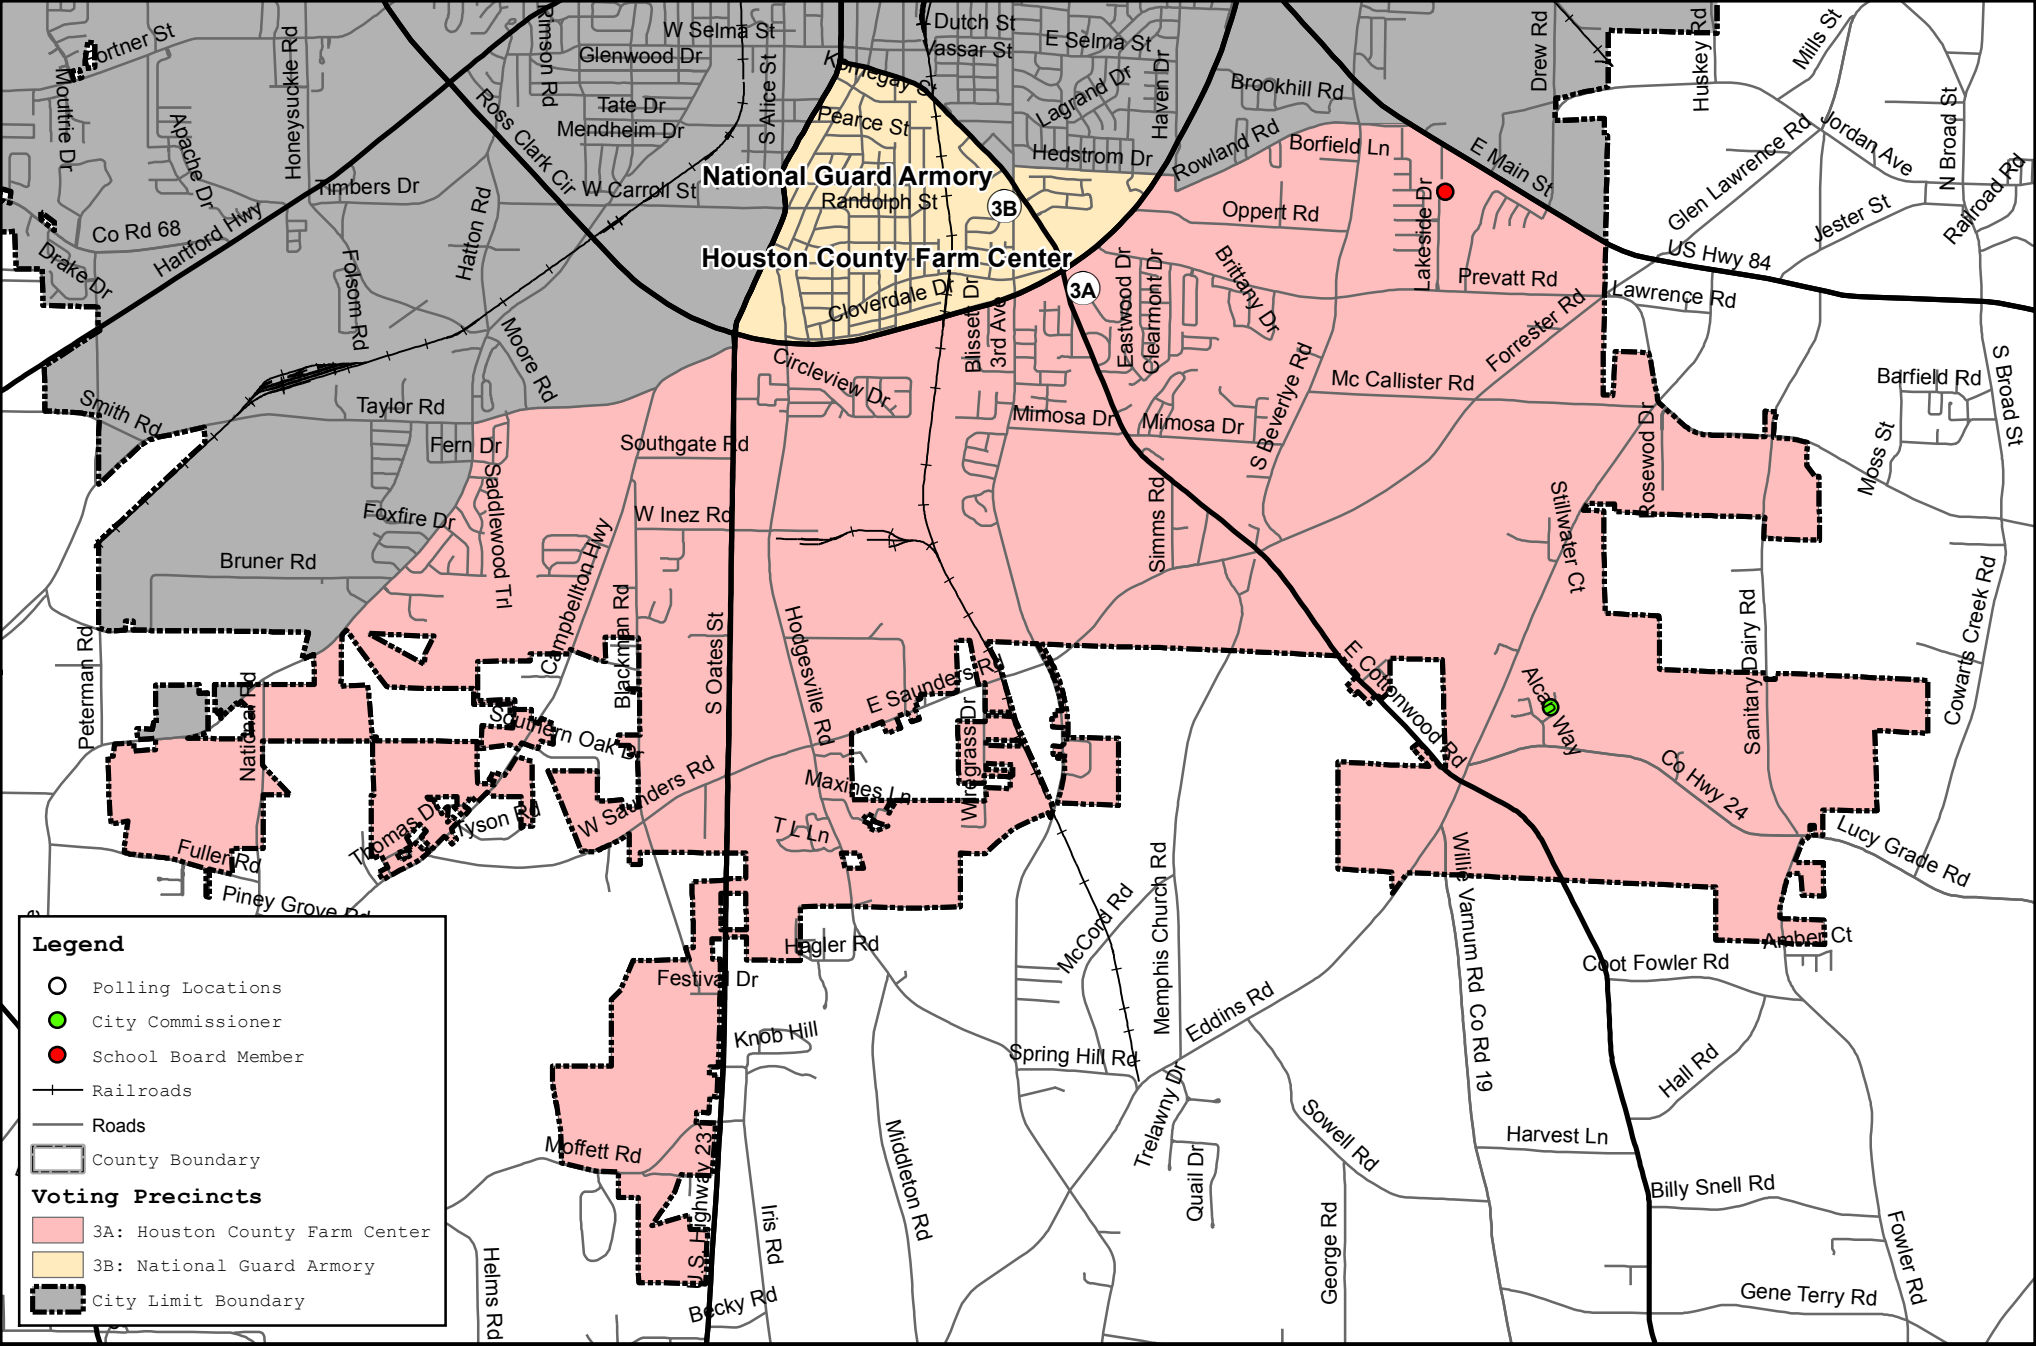 Fortner St
Moultrie Dr
Honeysuckle Rd
Apache Dr
Timbers Dr
Co Rd 68
Hartford Hwy
Drake Dr
Folsom Rd
Hatton Rd
Rimson Rd
Ross Clark Cir
W Selma St
Glenwood Dr
Tate Dr
Mendheim Dr
S Alice St
W Carroll St
Kornegay St
Pearce St
Dutch St
Vassar St
E Selma St
Lagrand Dr
Haven Dr
Hedstrom Dr
Brookhill Rd
Rowland Rd
Borfield Ln
Drew Rd
Huskey Rd
Mills St
E Main St
Glen Lawrence Rd
Jordan Ave
N Broad St
Railroad Rd
Jester St
US Hwy 84
National Guard Armory
Randolph St
3B
Houston County Farm Center
Cloverdale Dr
3A
Oppert Rd
Lakeside Dr
Prevatt Rd
Lawrence Rd
Forrester Rd
Blissett Dr
3rd Ave
Eastwood Dr
Clearmont Dr
Brittany Dr
S Beverlye Rd
Mc Callister Rd
Barfield Rd
S Broad St
Moss St
Rosewod Dr
Moore Rd
Smith Rd
Taylor Rd
Fern Dr
Southgate Rd
Circleview Dr
Mimosa Dr
Mimosa Dr
Saddlewood Trl
Foxfire Dr
Bruner Rd
W Inez Rd
Simms Rd
Stillwater Ct
Campbellton Hwy
Blackman Rd
S Oates St
Hodgesville Rd
E Saunders Rd
E Cottonwood Rd
Alcan Way
Sanitary Dairy Rd
Cowarts Creek Rd
Peterman Rd
National Rd
Southern Oak Dr
W Saunders Rd
Maxines Ln
Wiregrass Dr
T L Ln
Thomas Dr
Tyson Rd
Fuller Rd
Piney Grove Rd
Co Hwy 24
Lucy Grade Rd
Willie Varnum Rd
Co Rd 19
Amber Ct
Coot Fowler Rd
Hagler Rd
Festival Dr
Knob Hill
McCord Rd
Memphis Church Rd
Eddins Rd
Spring Hill Rd
Trelawny Dr
Quail Dr
Sowell Rd
Hall Rd
Harvest Ln
Billy Snell Rd
Fowler Rd
Gene Terry Rd
George Rd
Middleton Rd
Iris Rd
Moffett Rd
U.S. Highway 231
Becky Rd
Helms Rd
Legend
Polling Locations
City Commissioner
School Board Member
Railroads
Roads
County Boundary
Voting Precincts
3A: Houston County Farm Center
3B: National Guard Armory
City Limit Boundary